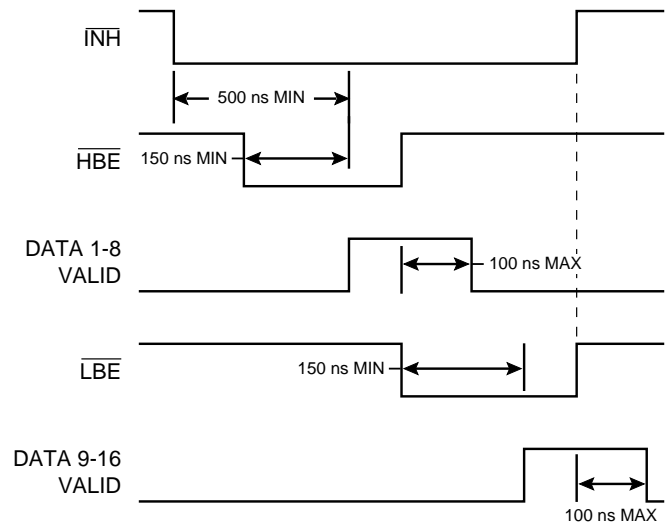 INH
500 ns MIN
HBE
150 ns MIN
DATA 1-8
VALID
100 ns MAX
LBE
150 ns MIN
DATA 9-16
VALID
100 ns MAX